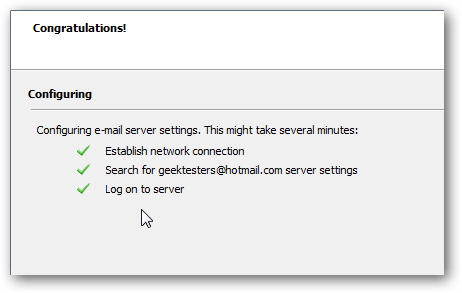 Congratulations!
Configuring
Configuring e-mail server settings. This might take several minutes:
Establish network connection
Search for geektesters@hotmail.com server settings
Log on to server